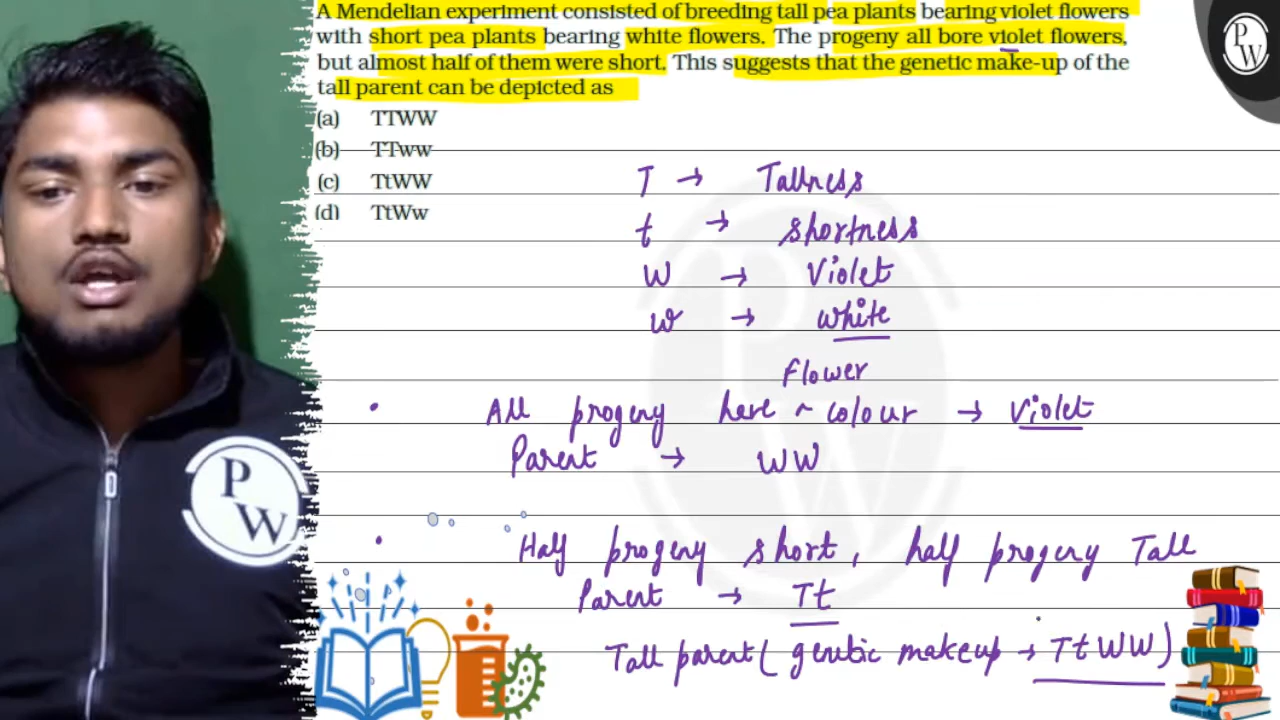 A Mendelian experiment consisted of breeding tall pea plants bearing violet flowers
with short pea plants bearing white flowers. The progeny all bore violet flowers,
but almost half of them were short. This suggests that the genetic make-up of the
tall parent can be depicted as
(a) TTWW
(b) TTww
(c) TtWW
(d) TtWw
T → Tallness
t → shortness
W → Violet
w → white
flower
All progeny have ^ colour → violet
Parent → WW
Half progeny short, half progeny Tall
Parent → Tt
Tall parent ( genetic makeup → TtWW)
PW
PW